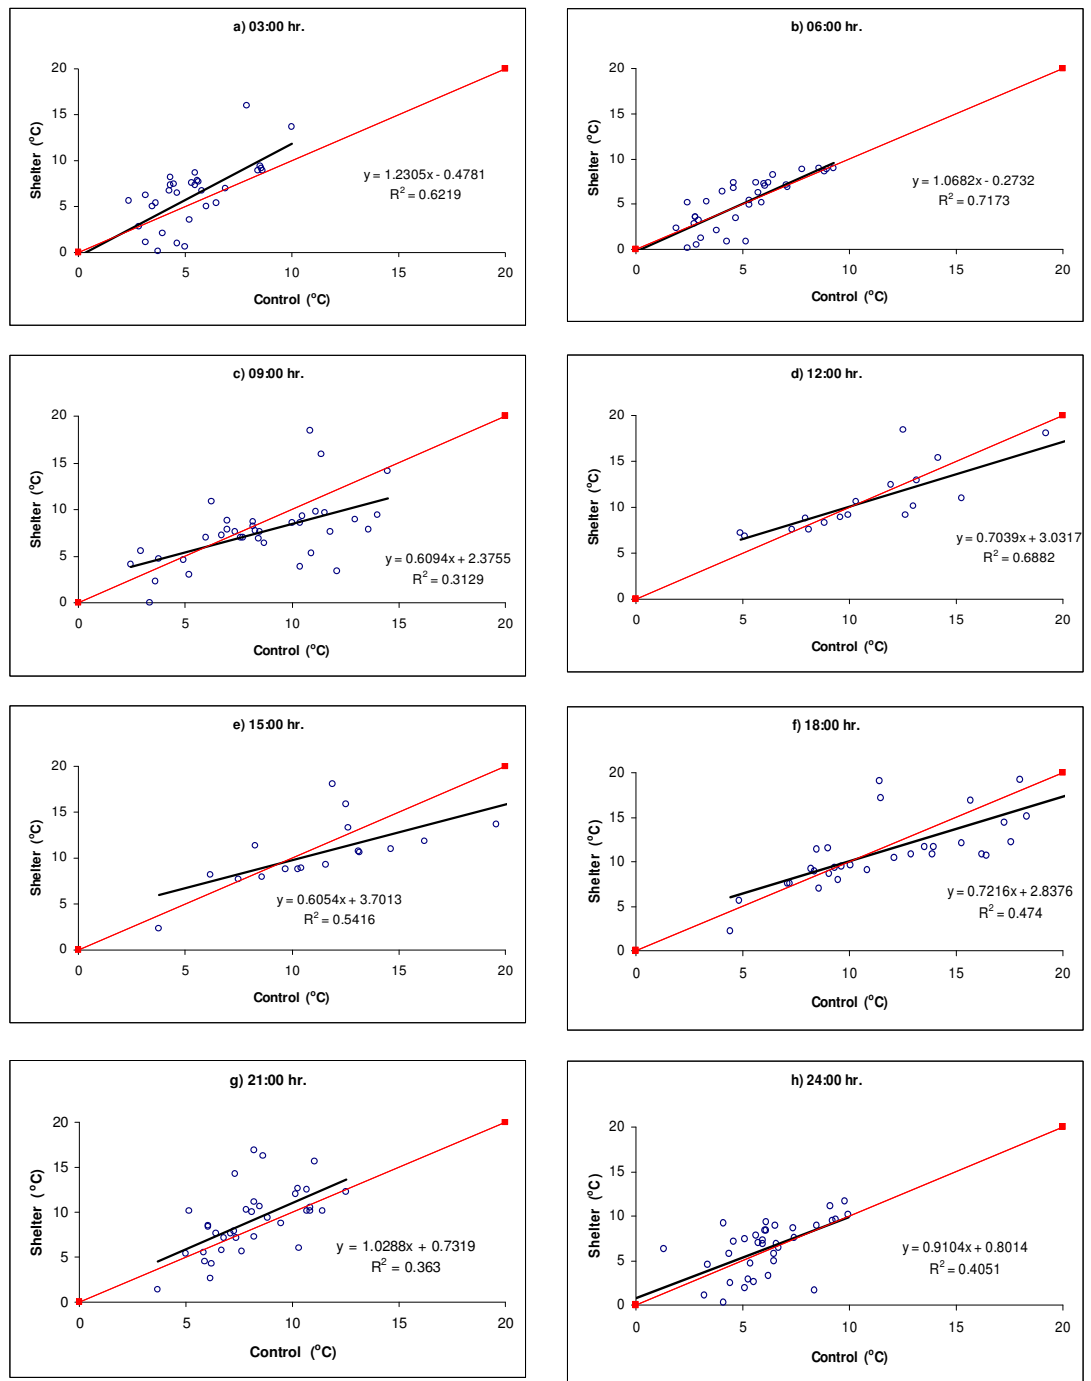 a) 03:00 hr.
20
15
10
5
0
Shelter (°C)
y = 1.2305x - 0.4781
R² = 0.6219
0 5 10 15 20
Control (°C)
b) 06:00 hr.
20
15
10
5
0
Shelter (°C)
y = 1.0682x - 0.2732
R² = 0.7173
0 5 10 15 20
Control (°C)
c) 09:00 hr.
20
15
10
5
0
Shelter (°C)
y = 0.6094x + 2.3755
R² = 0.3129
0 5 10 15 20
Control (°C)
d) 12:00 hr.
20
15
10
5
0
Shelter (°C)
y = 0.7039x + 3.0317
R² = 0.6882
0 5 10 15 20
Control (°C)
e) 15:00 hr.
20
15
10
5
0
Shelter (°C)
y = 0.6054x + 3.7013
R² = 0.5416
0 5 10 15 20
Control (°C)
f) 18:00 hr.
20
15
10
5
0
Shelter (°C)
y = 0.7216x + 2.8376
R² = 0.474
0 5 10 15 20
Control (°C)
g) 21:00 hr.
20
15
10
5
0
Shelter (°C)
y = 1.0288x + 0.7319
R² = 0.363
0 5 10 15 20
Control (°C)
h) 24:00 hr.
20
15
10
5
0
Shelter (°C)
y = 0.9104x + 0.8014
R² = 0.4051
0 5 10 15 20
Control (°C)